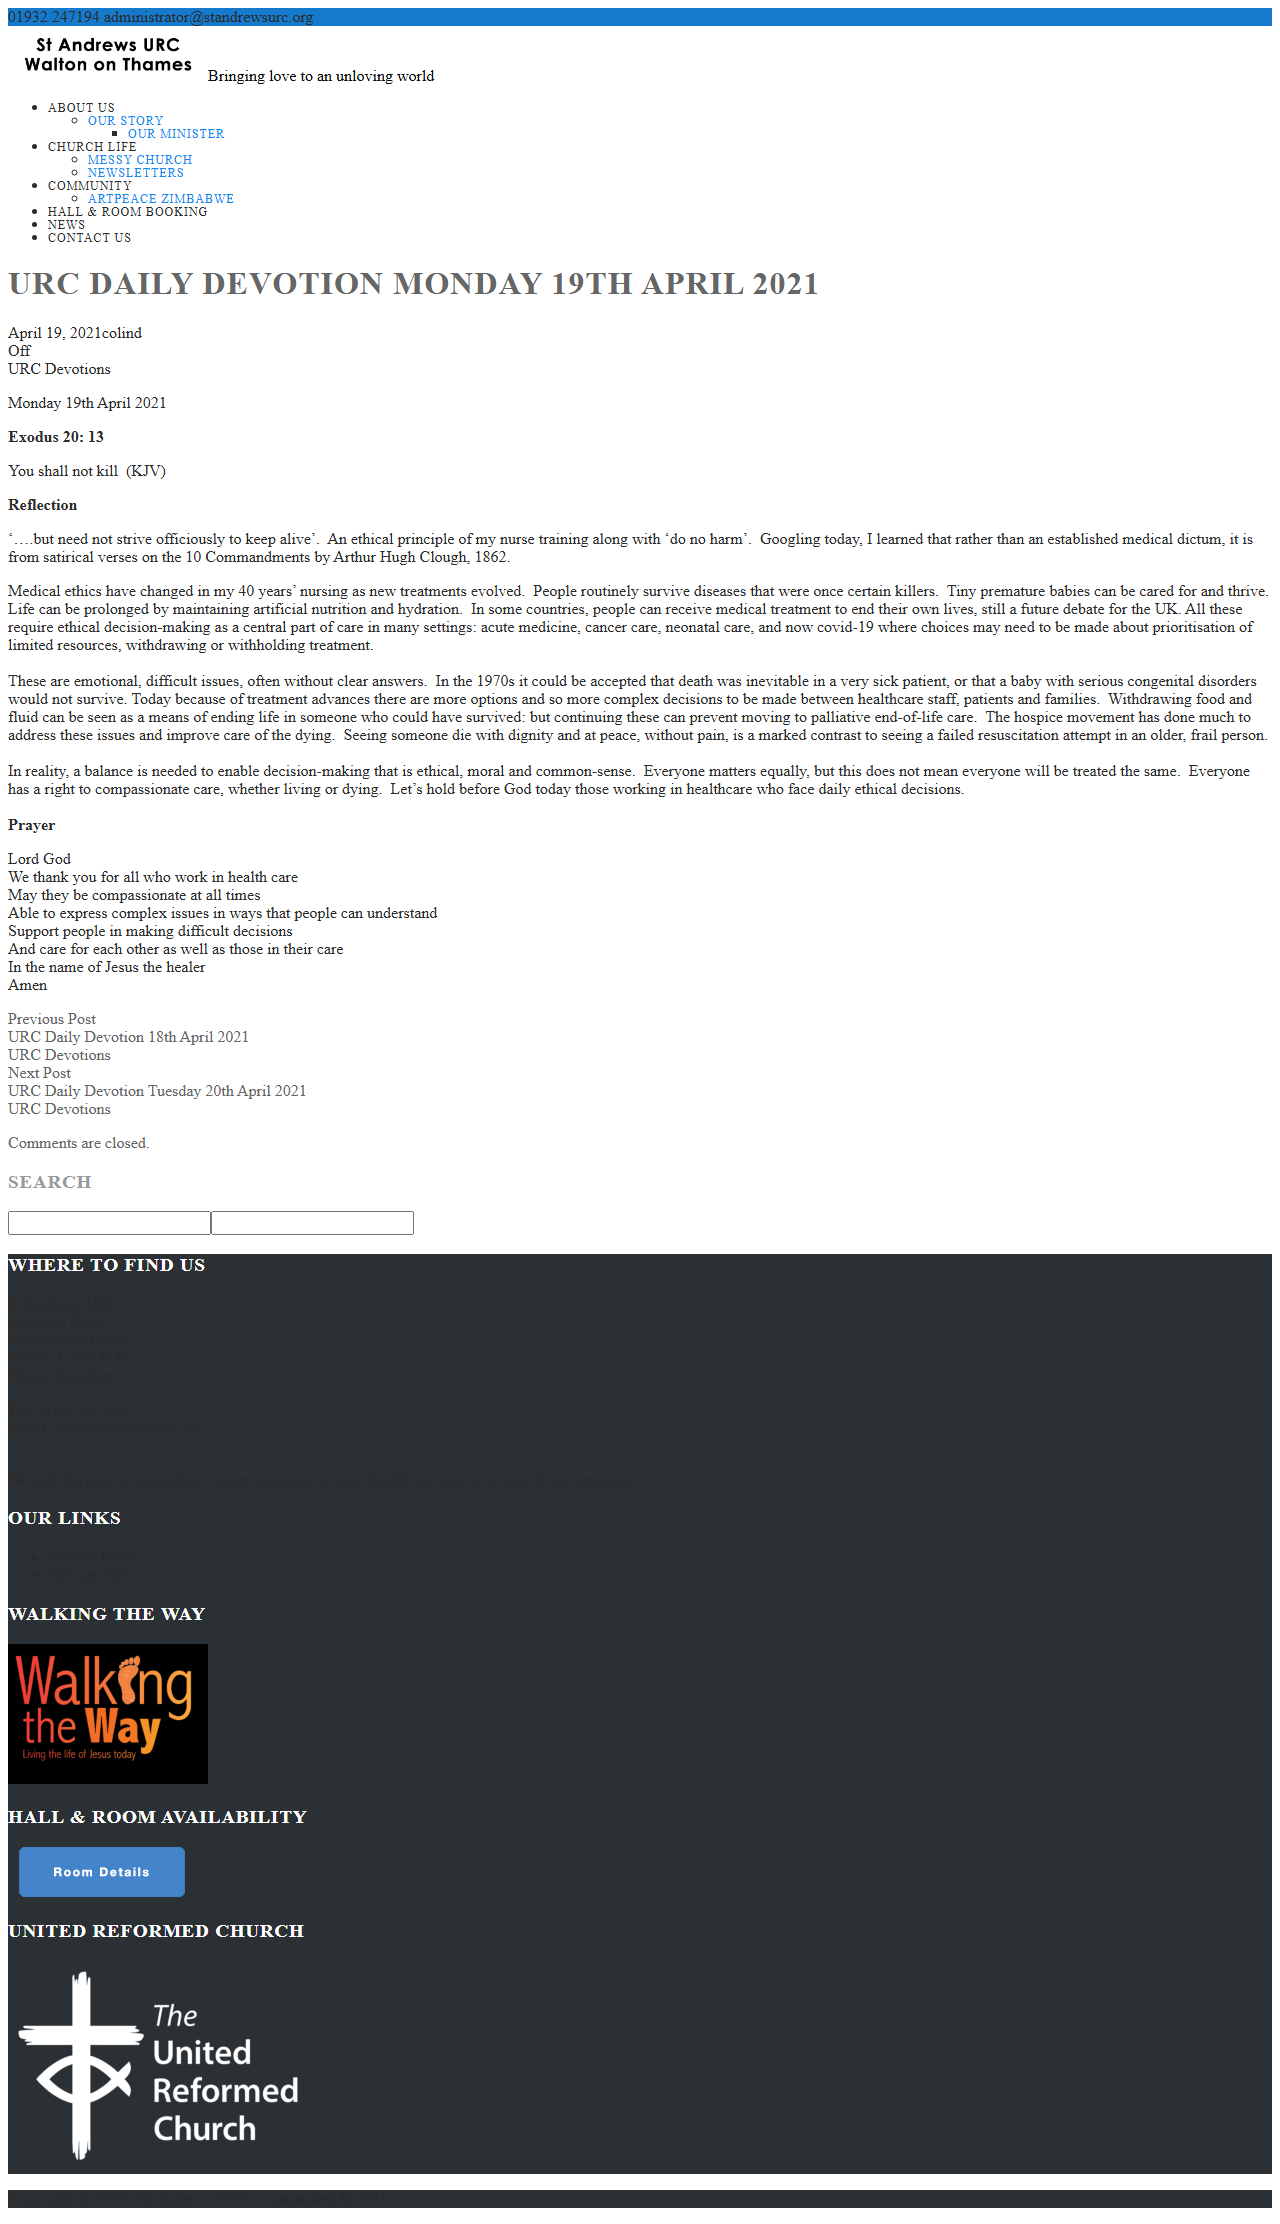 01932 247194 administrator@standrewsurc.org
St Andrews URC
Walton on Thames
Bringing love to an unloving world
ABOUT US
OUR STORY
OUR MINISTER
CHURCH LIFE
MESSY CHURCH
NEWSLETTERS
COMMUNITY
ARTPEACE ZIMBABWE
HALL & ROOM BOOKING
NEWS
CONTACT US
URC DAILY DEVOTION MONDAY 19TH APRIL 2021
April 19, 2021colind
Off
URC Devotions
Monday 19th April 2021
Exodus 20: 13
You shall not kill  (KJV)
Reflection
‘….but need not strive officiously to keep alive’.  An ethical principle of my nurse training along with ‘do no harm’.  Googling today, I learned that rather than an established medical dictum, it is
from satirical verses on the 10 Commandments by Arthur Hugh Clough, 1862.
Medical ethics have changed in my 40 years’ nursing as new treatments evolved.  People routinely survive diseases that were once certain killers.  Tiny premature babies can be cared for and thrive.
Life can be prolonged by maintaining artificial nutrition and hydration.  In some countries, people can receive medical treatment to end their own lives, still a future debate for the UK. All these
require ethical decision-making as a central part of care in many settings: acute medicine, cancer care, neonatal care, and now covid-19 where choices may need to be made about prioritisation of
limited resources, withdrawing or withholding treatment.
These are emotional, difficult issues, often without clear answers.  In the 1970s it could be accepted that death was inevitable in a very sick patient, or that a baby with serious congenital disorders
would not survive. Today because of treatment advances there are more options and so more complex decisions to be made between healthcare staff, patients and families.  Withdrawing food and
fluid can be seen as a means of ending life in someone who could have survived: but continuing these can prevent moving to palliative end-of-life care.  The hospice movement has done much to
address these issues and improve care of the dying.  Seeing someone die with dignity and at peace, without pain, is a marked contrast to seeing a failed resuscitation attempt in an older, frail person.
In reality, a balance is needed to enable decision-making that is ethical, moral and common-sense.  Everyone matters equally, but this does not mean everyone will be treated the same.  Everyone
has a right to compassionate care, whether living or dying.  Let’s hold before God today those working in healthcare who face daily ethical decisions.
Prayer
Lord God
We thank you for all who work in health care
May they be compassionate at all times
Able to express complex issues in ways that people can understand
Support people in making difficult decisions
And care for each other as well as those in their care
In the name of Jesus the healer
Amen
Previous Post
URC Daily Devotion 18th April 2021
URC Devotions
Next Post
URC Daily Devotion Tuesday 20th April 2021
URC Devotions
Comments are closed.
SEARCH
WHERE TO FIND US
OUR LINKS
WALKING THE WAY
Walking
the Way
Living the life of Jesus today
HALL & ROOM AVAILABILITY
Room Details
UNITED REFORMED CHURCH
The
United
Reformed
Church